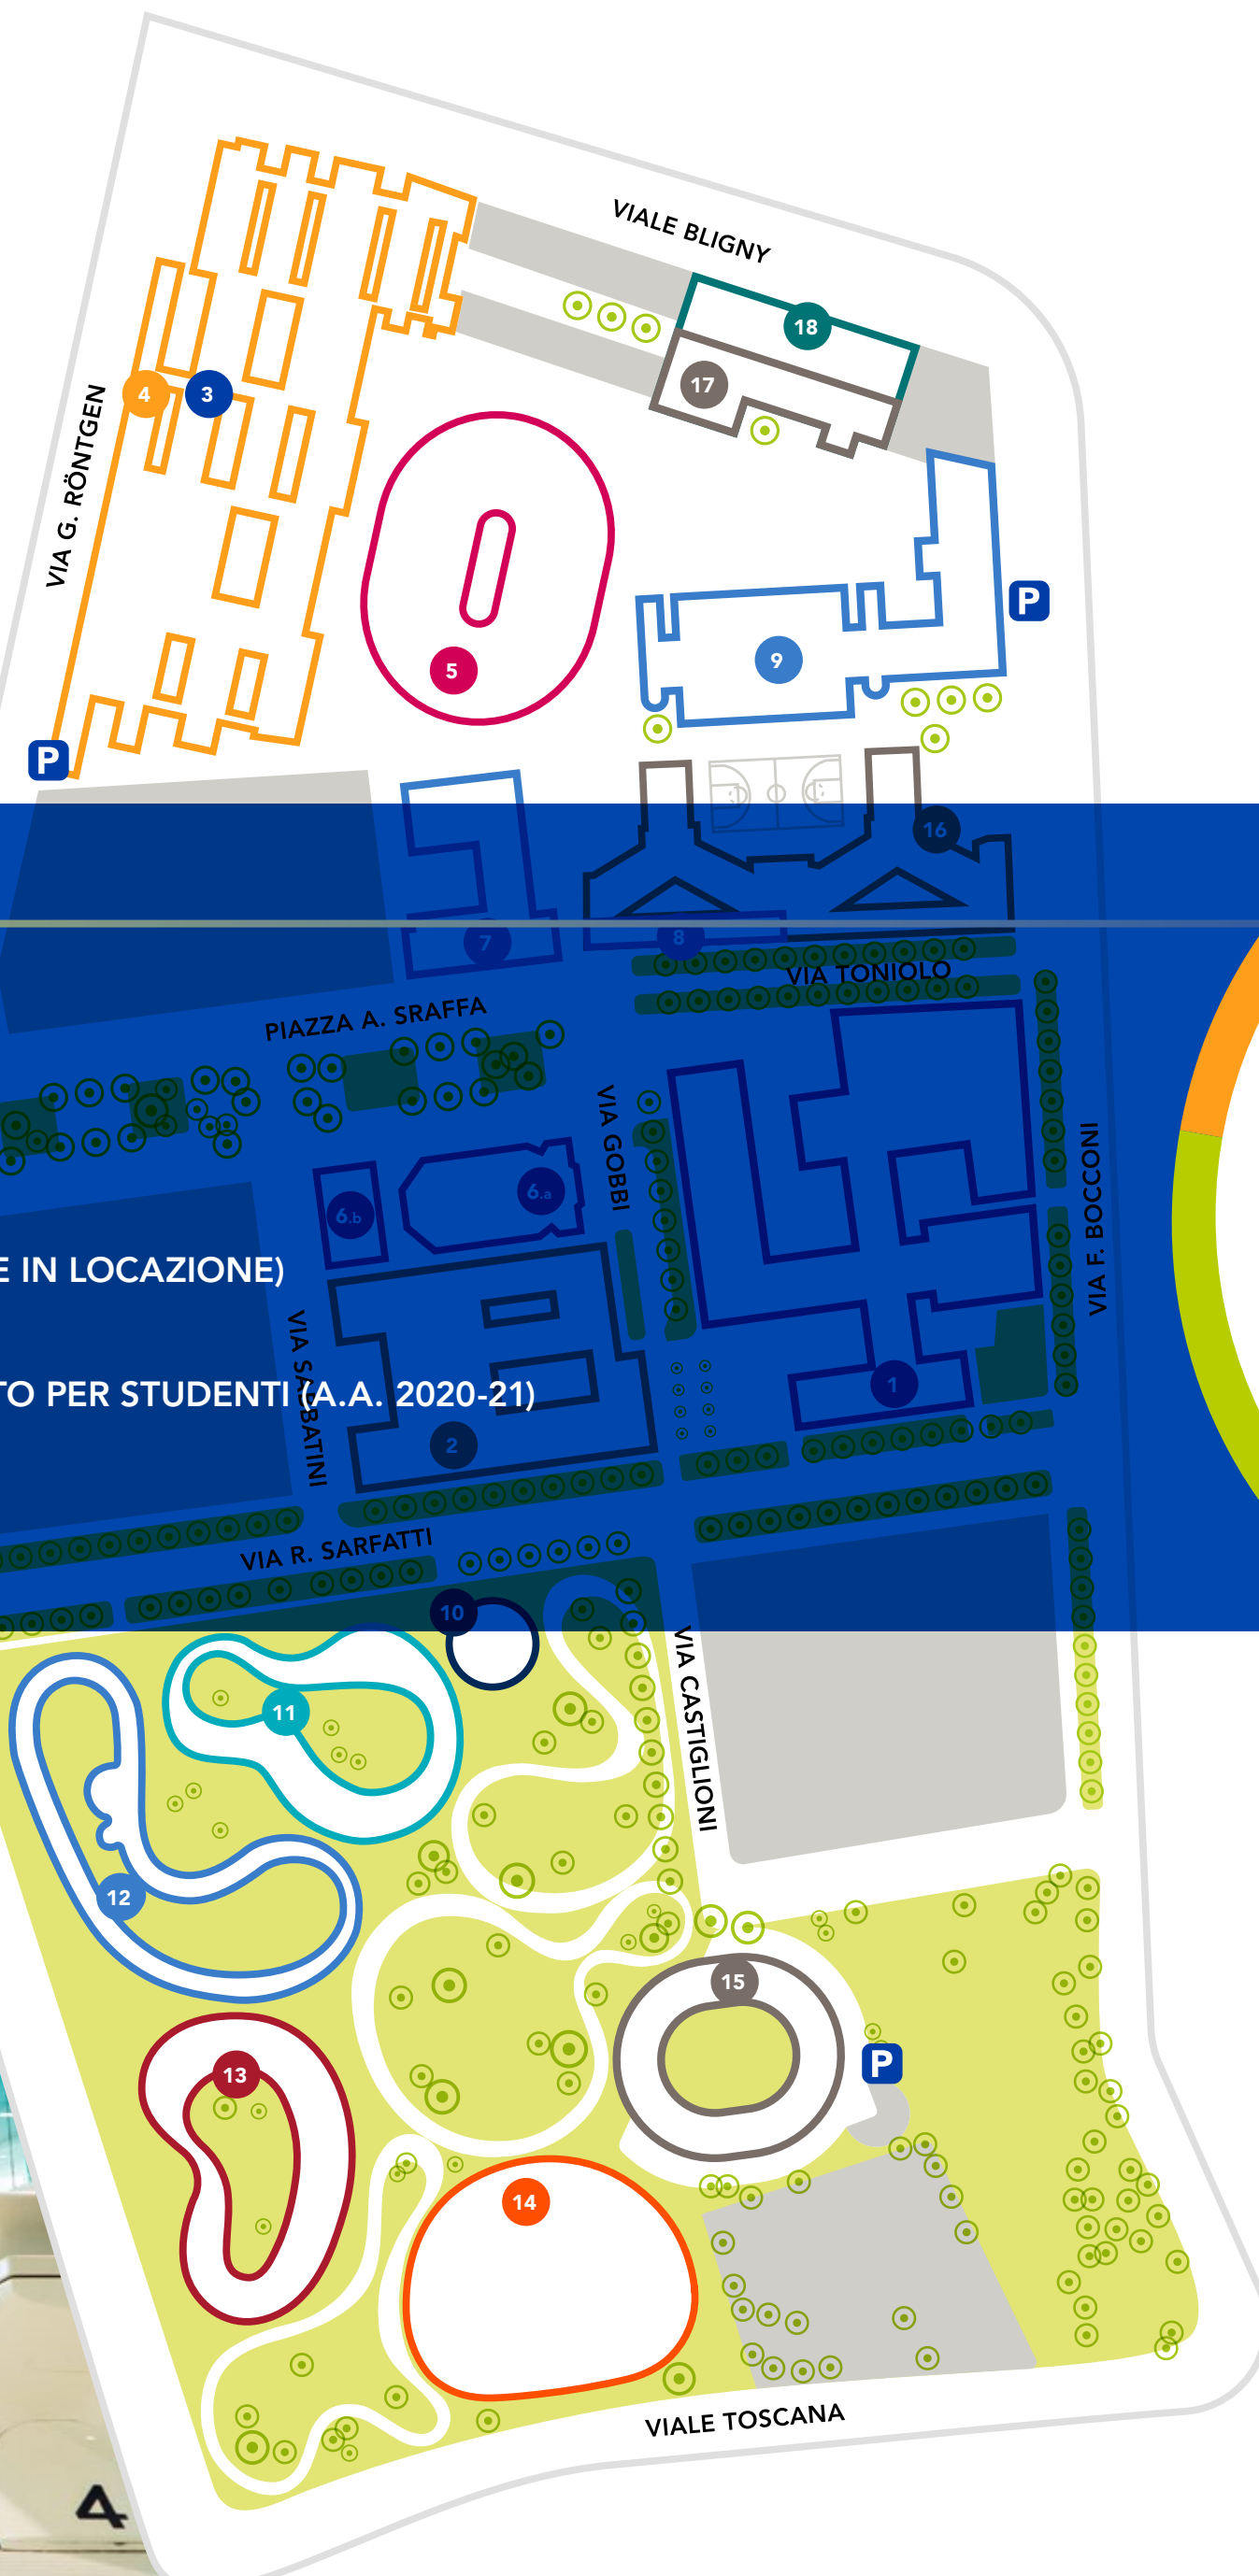 VIALE BLIGNY
18
17
4
3
VIA G. RÖNTGEN
5
9
P
P
16
7
8
VIA TONIOLO
PIAZZA A. SRAFFA
VIA GOBBI
6.a
6.b
VIA F. BOCCONI
E IN LOCAZIONE)
VIA SABBATINI
TO PER STUDENTI (A.A. 2020-21)
1
2
VIA R. SARFATTI
10
VIA CASTIGLIONI
11
12
15
P
13
14
VIALE TOSCANA
4